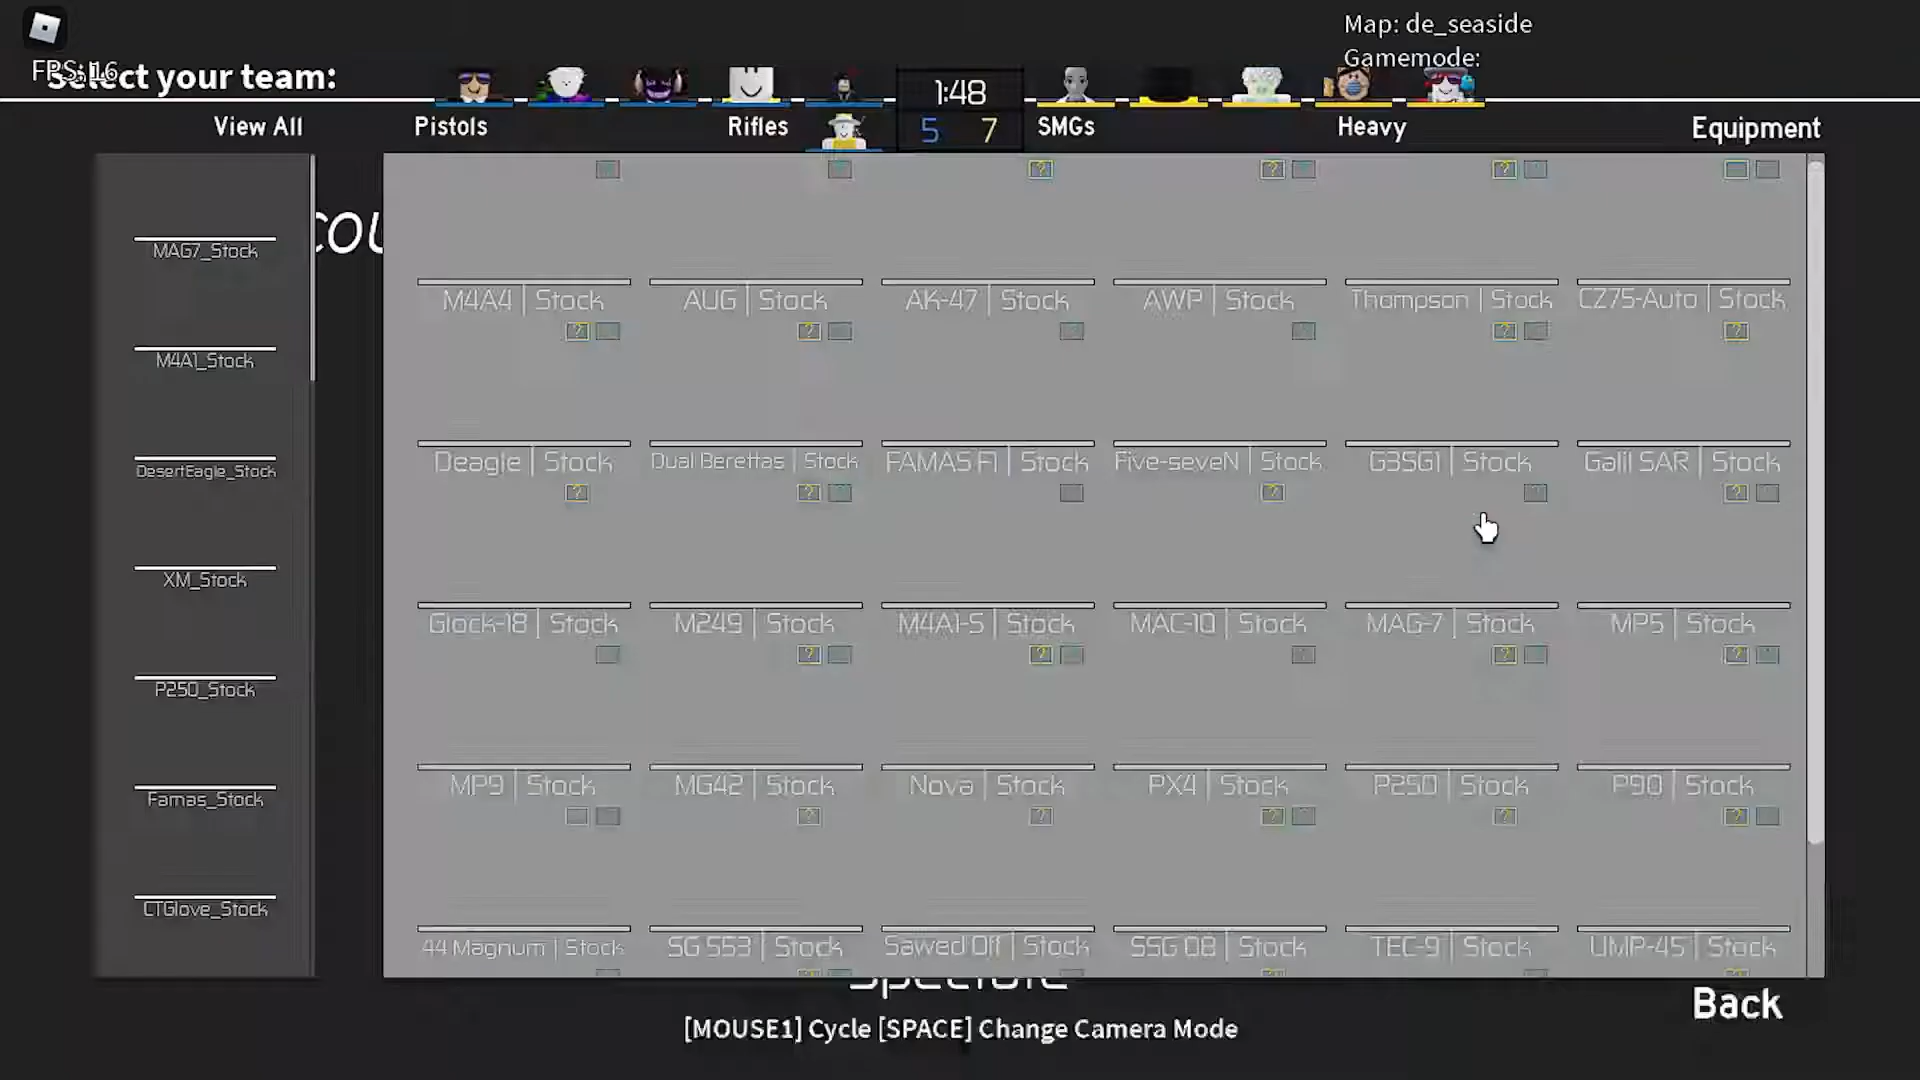 Map: de_seaside
Gamemode:
FPS: 16
Select your team:
1:48
5 7
View All Pistols Rifles SMGs Heavy Equipment
MAG7_Stock
M4A1_Stock
DesertEagle_Stock
XM_Stock
P250_Stock
Famas_Stock
CTGlove_Stock
COU
M4A4 | Stock AUG | Stock AK-47 | Stock AWP | Stock Thompson | Stock CZ75-Auto | Stock
Deagle | Stock Dual Berettas | Stock FAMAS F1 | Stock Five-seveN | Stock G3SG1 | Stock Galil SAR | Stock
Glock-18 | Stock M249 | Stock M4A1-S | Stock MAC-10 | Stock MAG-7 | Stock MP5 | Stock
MP9 | Stock MG42 | Stock Nova | Stock PX4 | Stock P250 | Stock P90 | Stock
44 Magnum | Stock SG 553 | Stock Sawed Off | Stock SSG 08 | Stock TEC-9 | Stock UMP-45 | Stock
Spectate
Back
[MOUSE1] Cycle [SPACE] Change Camera Mode